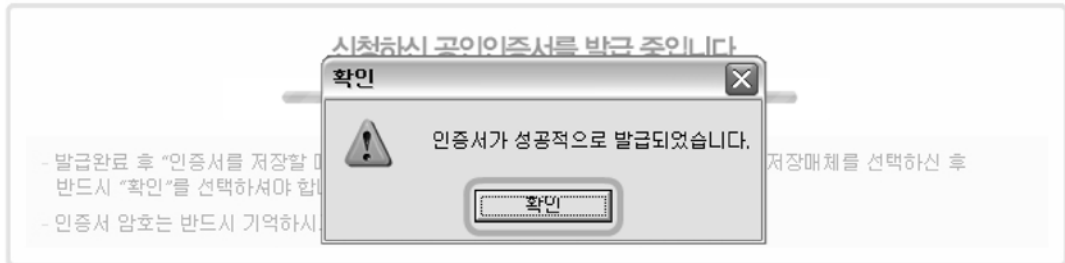 신청하신 공인인증서를 발급 중입니다
확인
인증서가 성공적으로 발급되었습니다.
확인
- 발급완료 후 "인증서를 저장할
저장매체를 선택하신 후
반드시 "확인"를 선택하셔야
- 인증서 암호는 반드시 기억하시